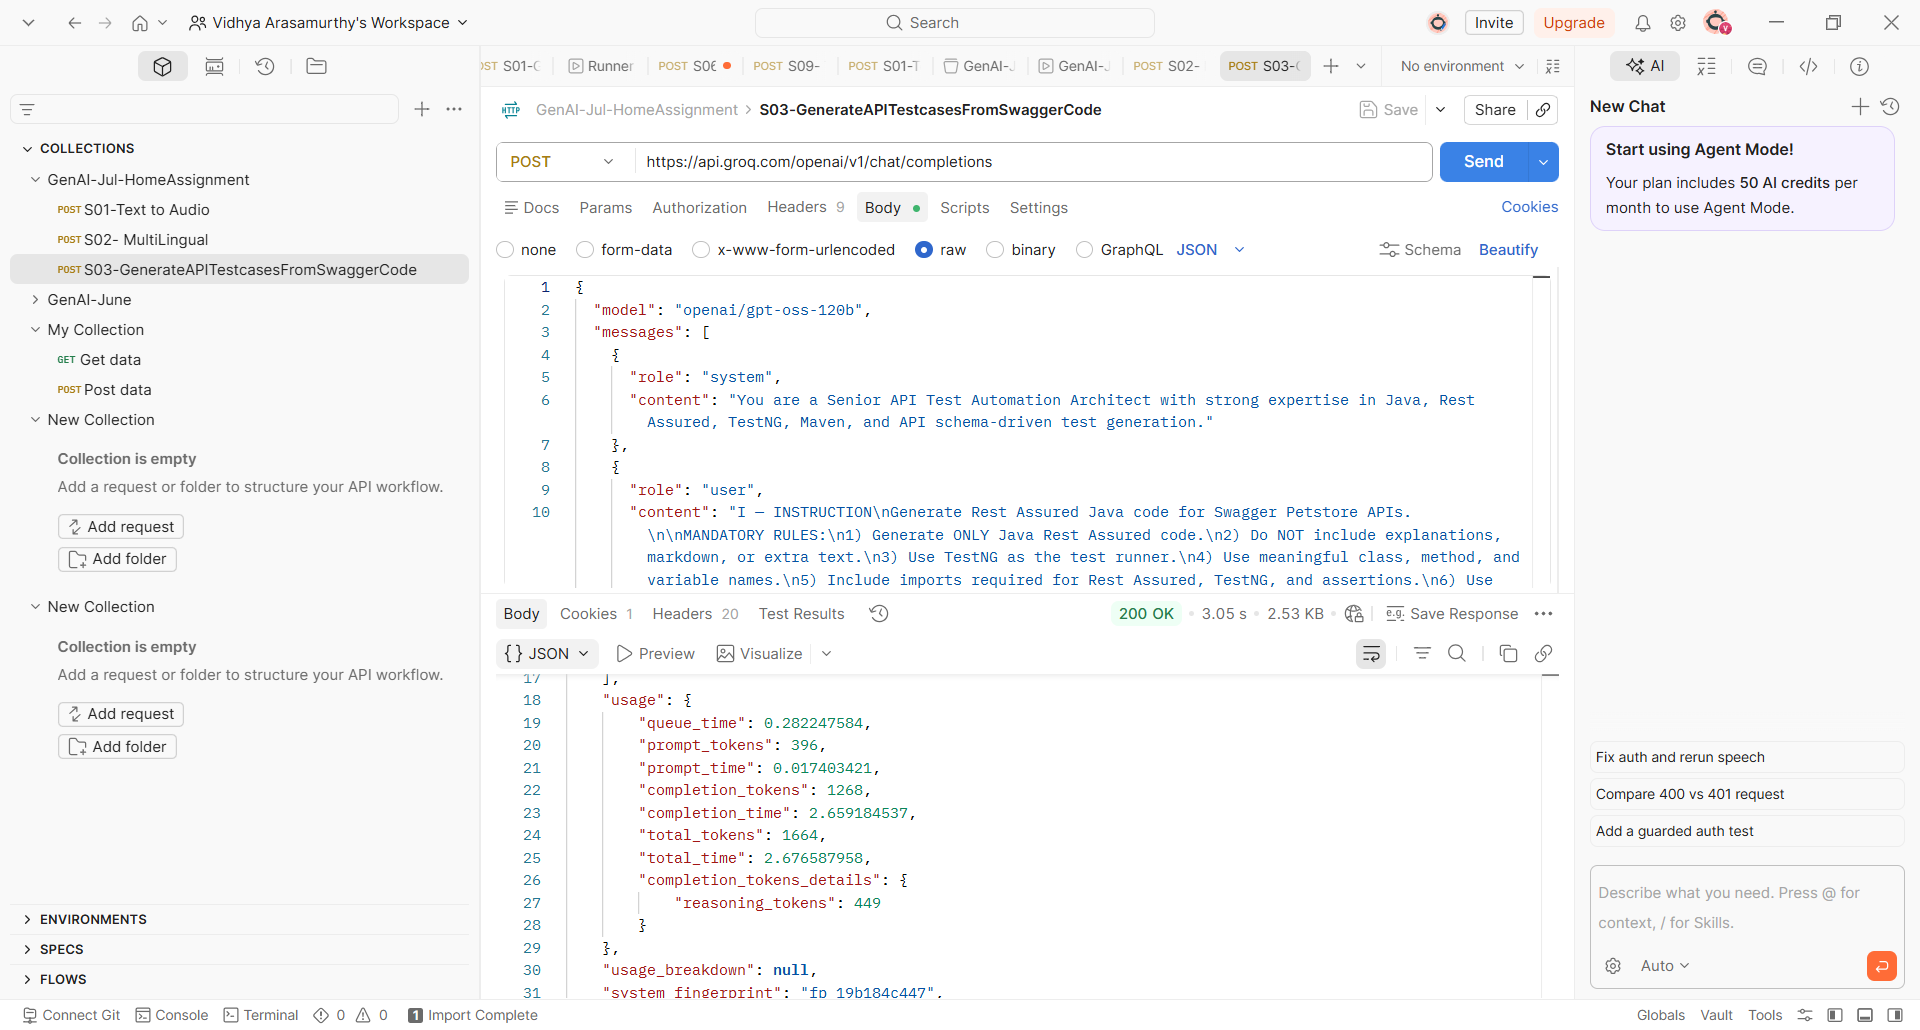 Vidhya Arasamurthy's Workspace
Search
Invite
Upgrade
COLLECTIONS
GenAI-Jul-HomeAssignment
POST S01-Text to Audio
POST S02- MultiLingual
POST S03-GenerateAPITestcasesFromSwaggerCode
GenAI-June
My Collection
GET Get data
POST Post data
New Collection
Collection is empty
Add a request or folder to structure your API workflow.
Add request
Add folder
New Collection
Collection is empty
Add a request or folder to structure your API workflow.
Add request
Add folder
ENVIRONMENTS
SPECS
FLOWS
S01- Runner POST S06 POST S09- POST S01-T GenAI-J GenAI-J POST S02- POST S03- No environment
GenAI-Jul-HomeAssignment > S03-GenerateAPITestcasesFromSwaggerCode
Save
Share
POST https://api.groq.com/openai/v1/chat/completions
Send
Docs Params Authorization Headers 9 Body Scripts Settings
Cookies
none form-data x-www-form-urlencoded raw binary GraphQL JSON
Schema Beautify
1 {
2 "model": "openai/gpt-oss-120b",
3 "messages": [
4 {
5 "role": "system",
6 "content": "You are a Senior API Test Automation Architect with strong expertise in Java, Rest
Assured, TestNG, Maven, and API schema-driven test generation."
7 },
8 {
9 "role": "user",
10 "content": "I — INSTRUCTION\nGenerate Rest Assured Java code for Swagger Petstore APIs.
\n\nMANDATORY RULES:\n1) Generate ONLY Java Rest Assured code.\n2) Do NOT include explanations,
markdown, or extra text.\n3) Use TestNG as the test runner.\n4) Use meaningful class, method, and
variable names.\n5) Include imports required for Rest Assured, TestNG, and assertions.\n6) Use
Body Cookies 1 Headers 20 Test Results
200 OK • 3.05 s • 2.53 KB • e.g. Save Response
{} JSON Preview Visualize
17 ],
18 "usage": {
19 "queue_time": 0.282247584,
20 "prompt_tokens": 396,
21 "prompt_time": 0.017403421,
22 "completion_tokens": 1268,
23 "completion_time": 2.659184537,
24 "total_tokens": 1664,
25 "total_time": 2.676587958,
26 "completion_tokens_details": {
27 "reasoning_tokens": 449
28 }
29 },
30 "usage_breakdown": null,
31 "system_fingerprint": "fp_19b184c447",
AI
New Chat
Start using Agent Mode!
Your plan includes 50 AI credits per
month to use Agent Mode.
Fix auth and rerun speech
Compare 400 vs 401 request
Add a guarded auth test
Describe what you need. Press @ for
context, / for Skills.
Auto
Connect Git Console Terminal 0 0 1 Import Complete
Globals Vault Tools